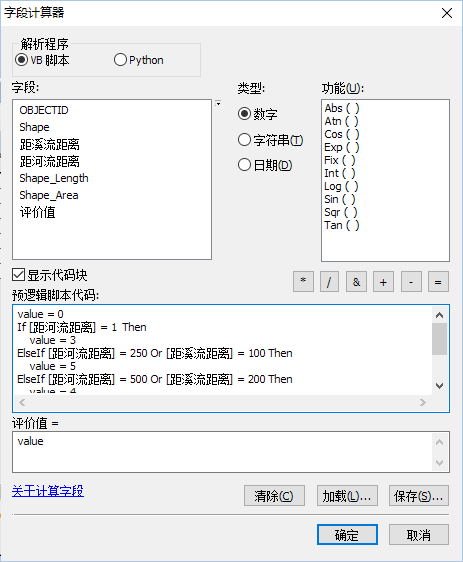 字段计算器
解析程序
VB 脚本
Python
字段:
OBJECTID
Shape
距溪流距离
距河流距离
Shape_Length
Shape_Area
评价值
类型:
数字
字符串(T)
日期(D)
功能(U):
Abs ( )
Atn ( )
Cos ( )
Exp ( )
Fix ( )
Int ( )
Log ( )
Sin ( )
Sqr ( )
Tan ( )
显示代码块
* / & + - =
预逻辑脚本代码:
value = 0
If [距河流距离] = 1 Then
value = 3
ElseIf [距河流距离] = 250 Or [距溪流距离] = 100 Then
value = 5
ElseIf [距河流距离] = 500 Or [距溪流距离] = 200 Then
value = 4
评价值 =
value
关于计算字段
清除(C)
加载(L)...
保存(S)...
确定
取消